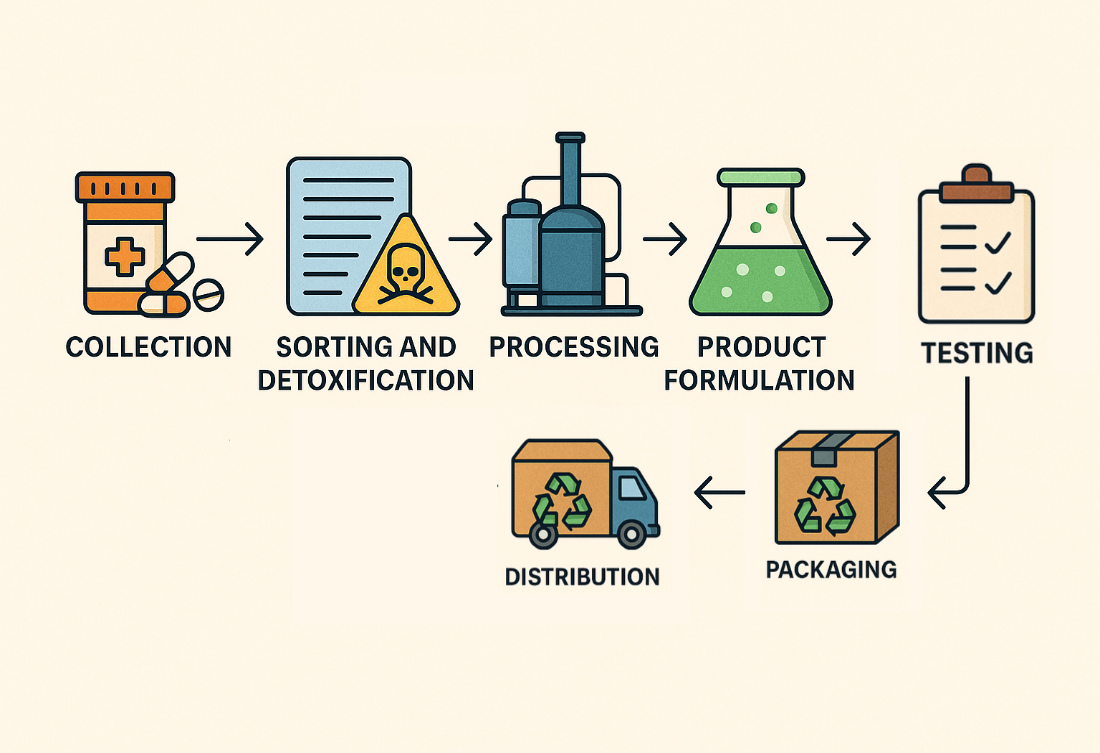 COLLECTION
SORTING AND
DETOXIFICATION
PROCESSING
PRODUCT
FORMULATION
TESTING
DISTRIBUTION
PACKAGING